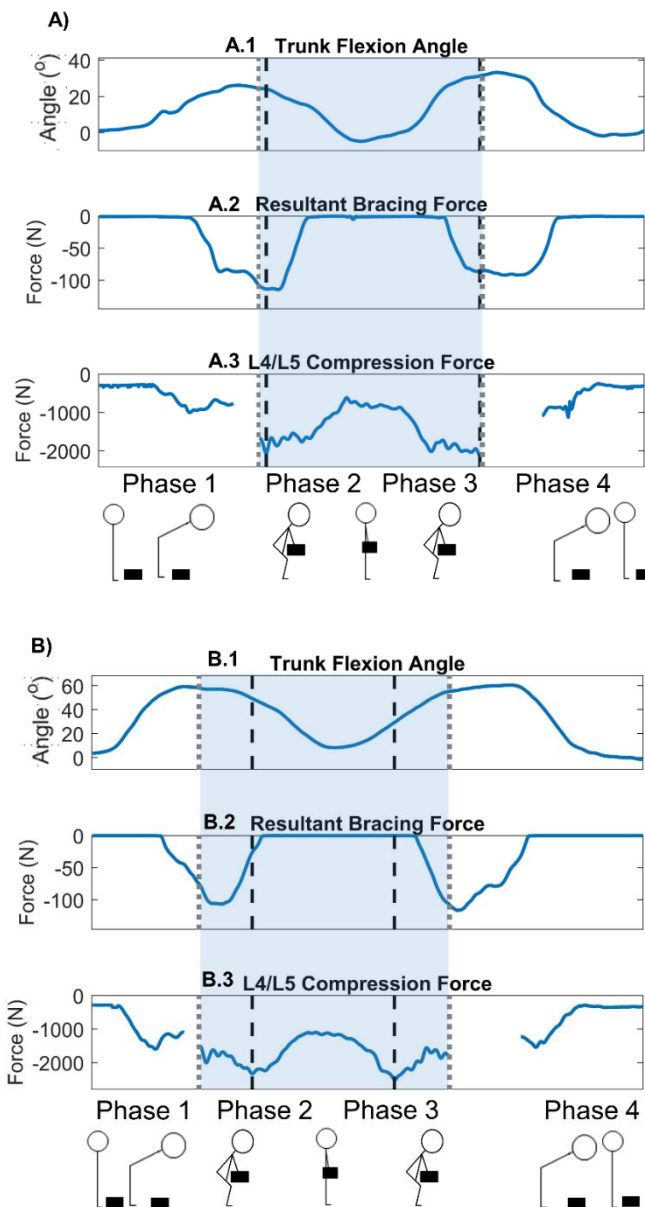 A)
A.1 Trunk Flexion Angle
Angle (°)
40
20
0
A.2 Resultant Bracing Force
Force (N)
0
-50
-100
A.3 L4/L5 Compression Force
Force (N)
0
-1000
-2000
Phase 1 Phase 2 Phase 3 Phase 4
B)
B.1 Trunk Flexion Angle
Angle (°)
60
40
20
0
B.2 Resultant Bracing Force
Force (N)
0
-50
-100
B.3 L4/L5 Compression Force
Force (N)
0
-1000
-2000
Phase 1 Phase 2 Phase 3 Phase 4